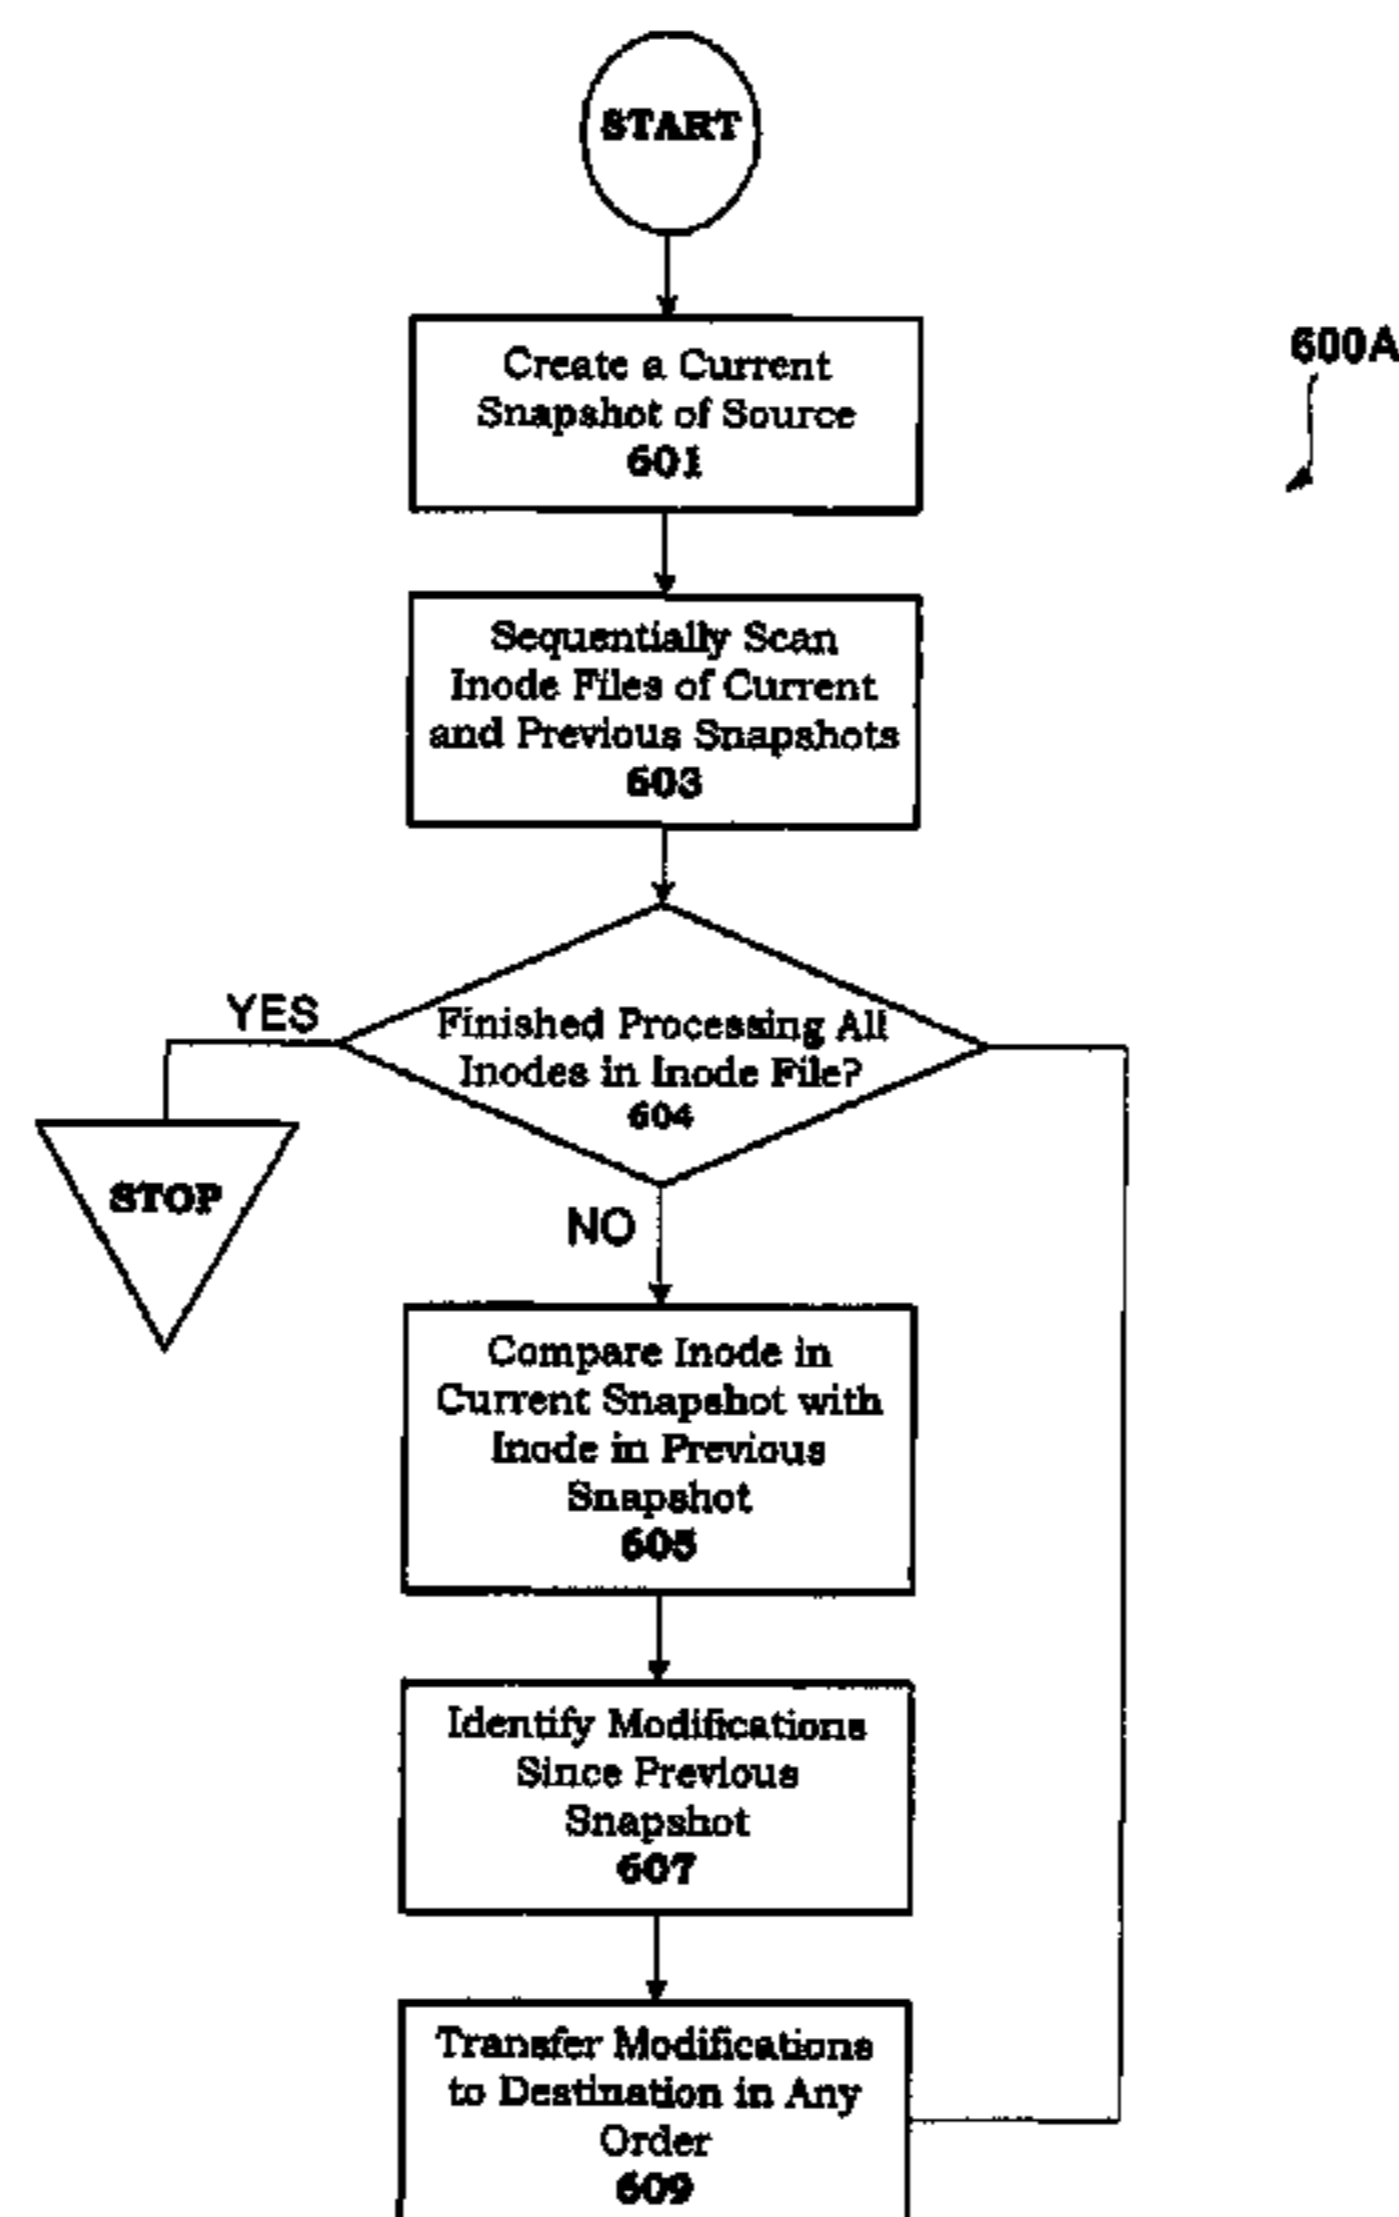 START
600A
Create a Current
Snapshot of Source
601
Sequentially Scan
Inode Files of Current
and Previous Snapshots
603
YES
Finished Processing All
Inodes in Inode File?
604
STOP
NO
Compare Inode in
Current Snapshot with
Inode in Previous
Snapshot
605
Identify Modifications
Since Previous
Snapshot
607
Transfer Modifications
to Destination in Any
Order
609